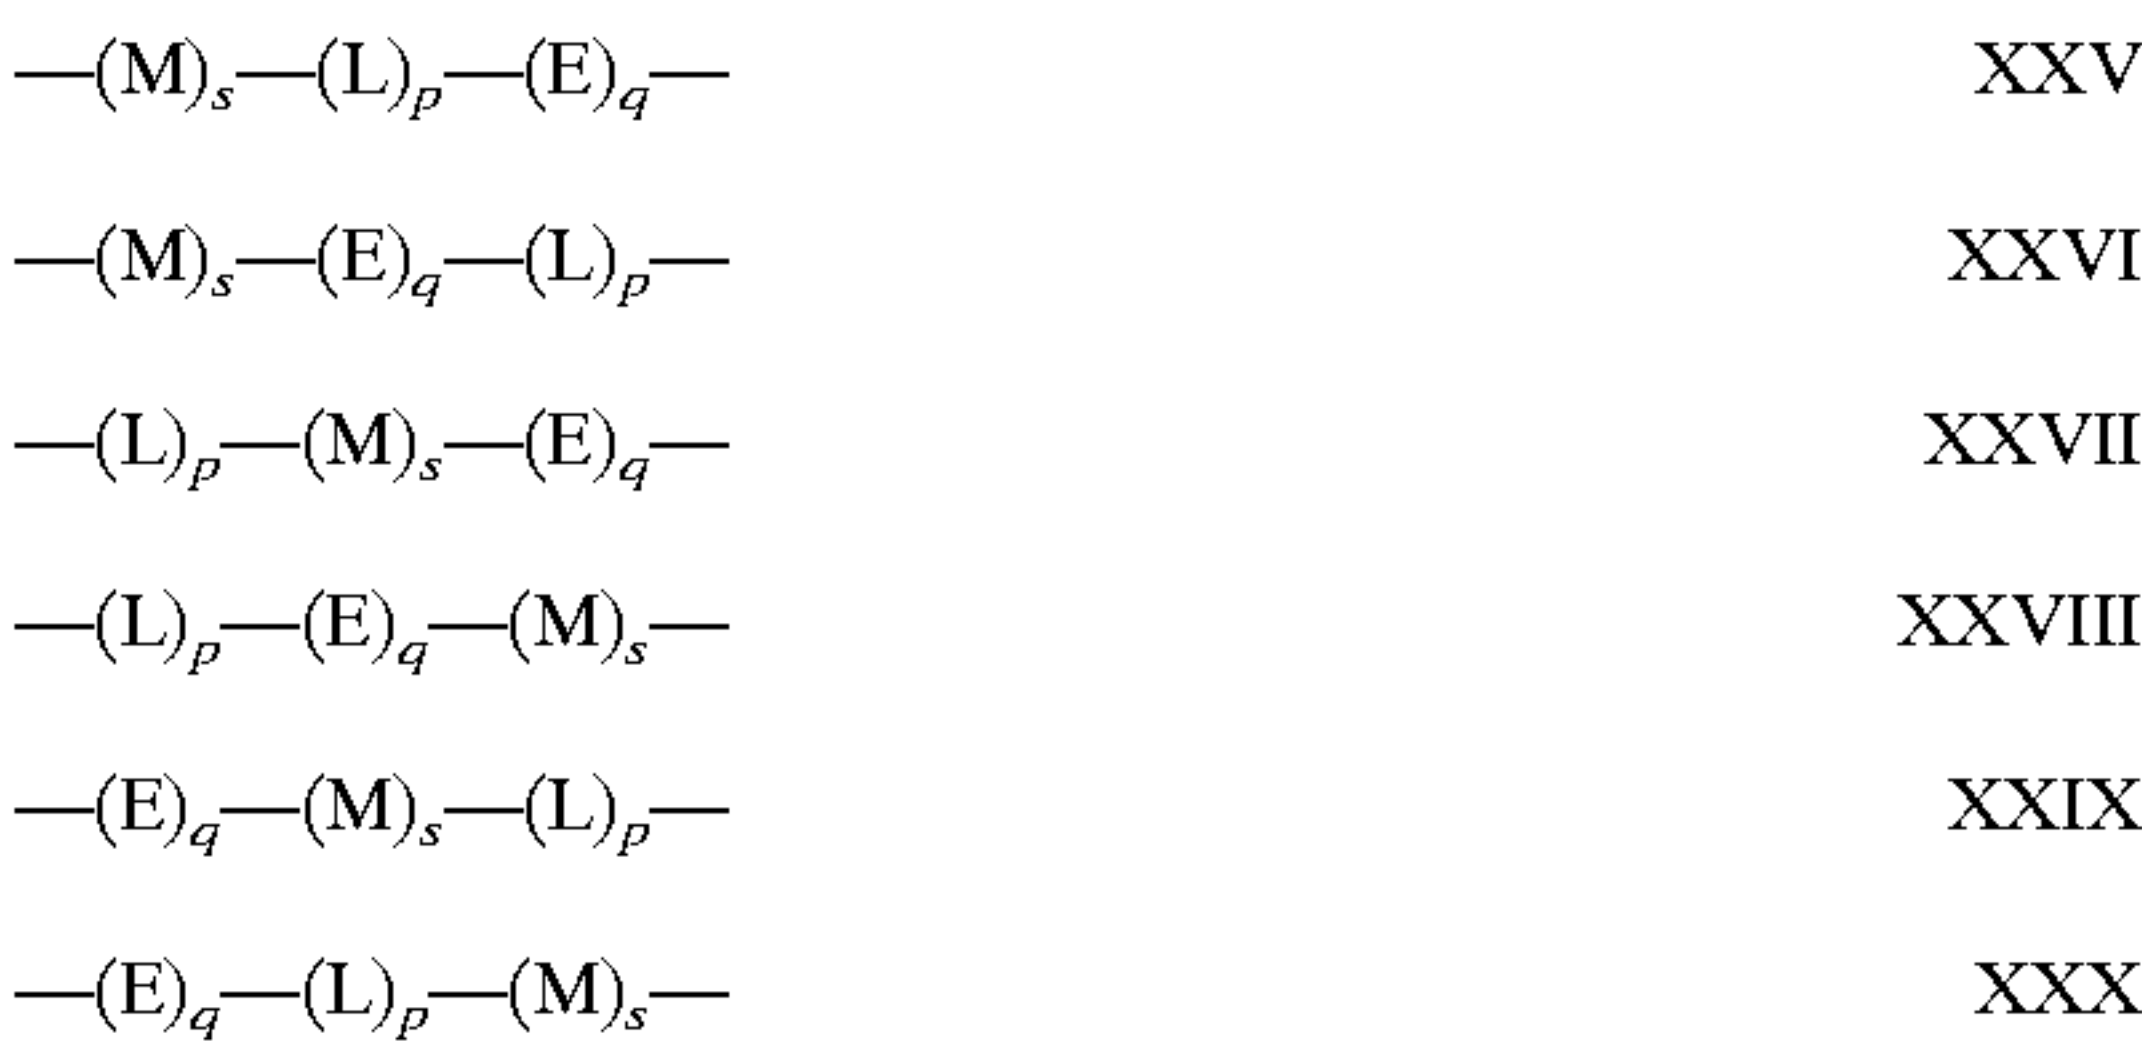 —(M)s—(L)p—(E)q— XXV
—(M)s—(E)q—(L)p— XXVI
—(L)p—(M)s—(E)q— XXVII
—(L)p—(E)q—(M)s— XXVIII
—(E)q—(M)s—(L)p— XXIX
—(E)q—(L)p—(M)s— XXX